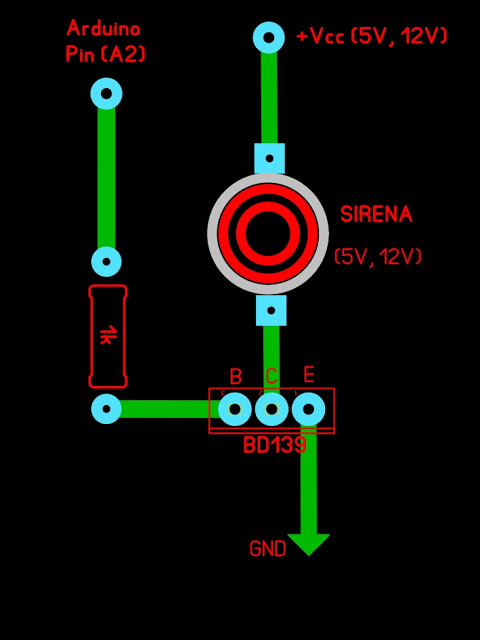 Arduino
Pin (A2)
+Vcc (5V, 12V)
SIRENA
(5V, 12V)
1k
B C E
BD139
GND